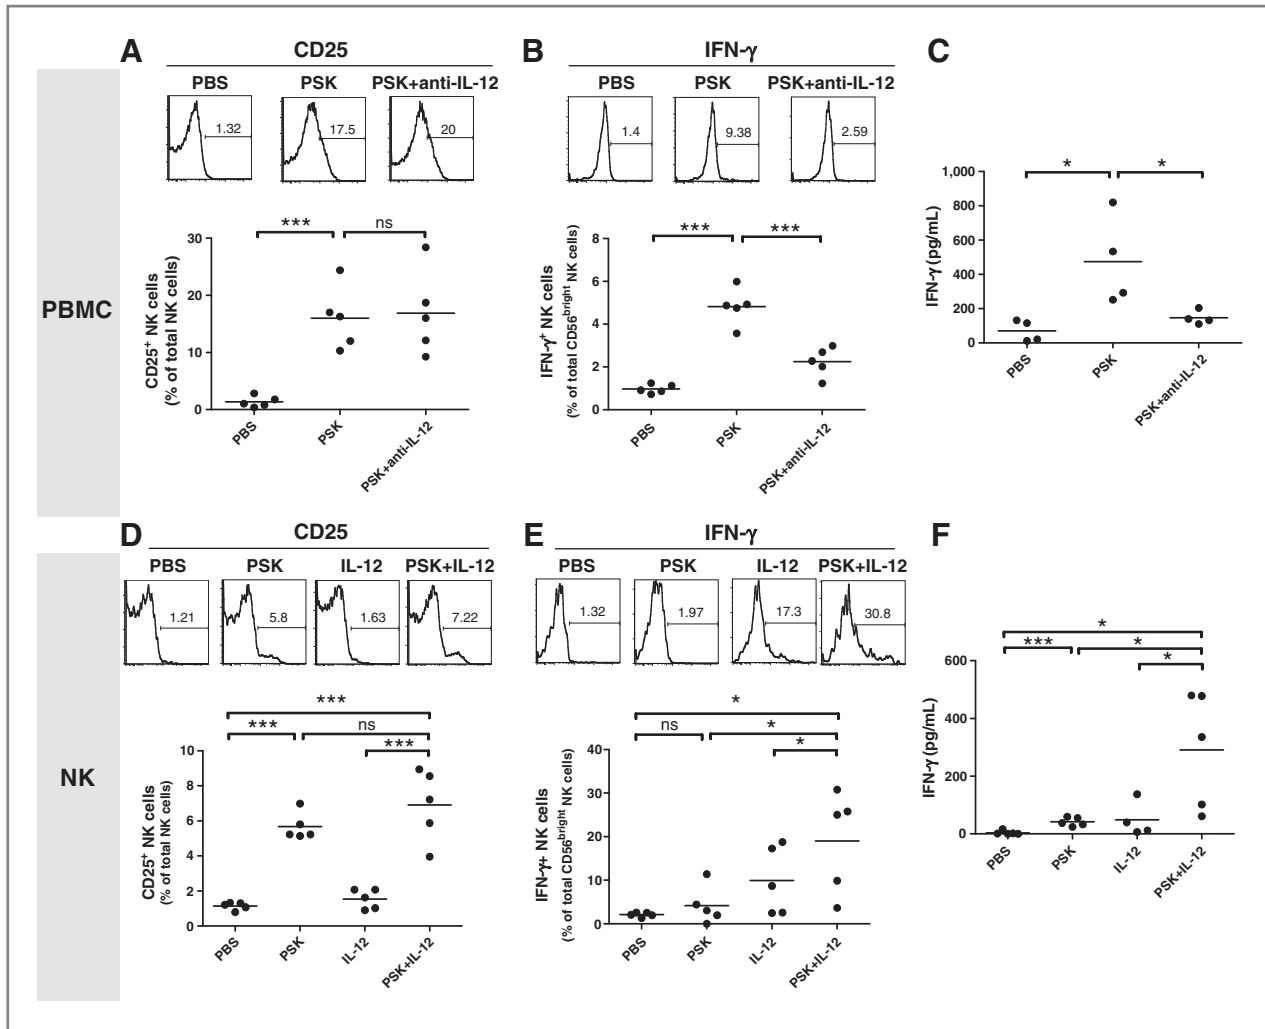 A
CD25
PBS PSK PSK+anti-IL-12
1.32 17.5 20
*** ns
30
20
10
0
CD25+ NK cells
(% of total NK cells)
PBS PSK PSK+anti-IL-12
B
IFN-γ
PBS PSK PSK+anti-IL-12
1.4 9.38 2.59
*** ***
8
6
4
2
0
IFN-γ+ NK cells
(% of total CD56bright NK cells)
PBS PSK PSK+anti-IL-12
C
* *
1,000
800
600
400
200
0
IFN-γ (pg/mL)
PBS PSK PSK+anti-IL-12
PBMC
D
CD25
PBS PSK IL-12 PSK+IL-12
1.21 5.8 1.63 7.22
***
*** ns
***
10
8
6
4
2
0
CD25+ NK cells
(% of total NK cells)
PBS PSK IL-12 PSK+IL-12
E
IFN-γ
PBS PSK IL-12 PSK+IL-12
1.32 1.97 17.3 30.8
*
ns *
*
40
30
20
10
0
IFN-γ+ NK cells
(% of total CD56bright NK cells)
PBS PSK IL-12 PSK+IL-12
F
*
*** *
*
600
400
200
0
IFN-γ (pg/mL)
PBS PSK IL-12 PSK+IL-12
NK